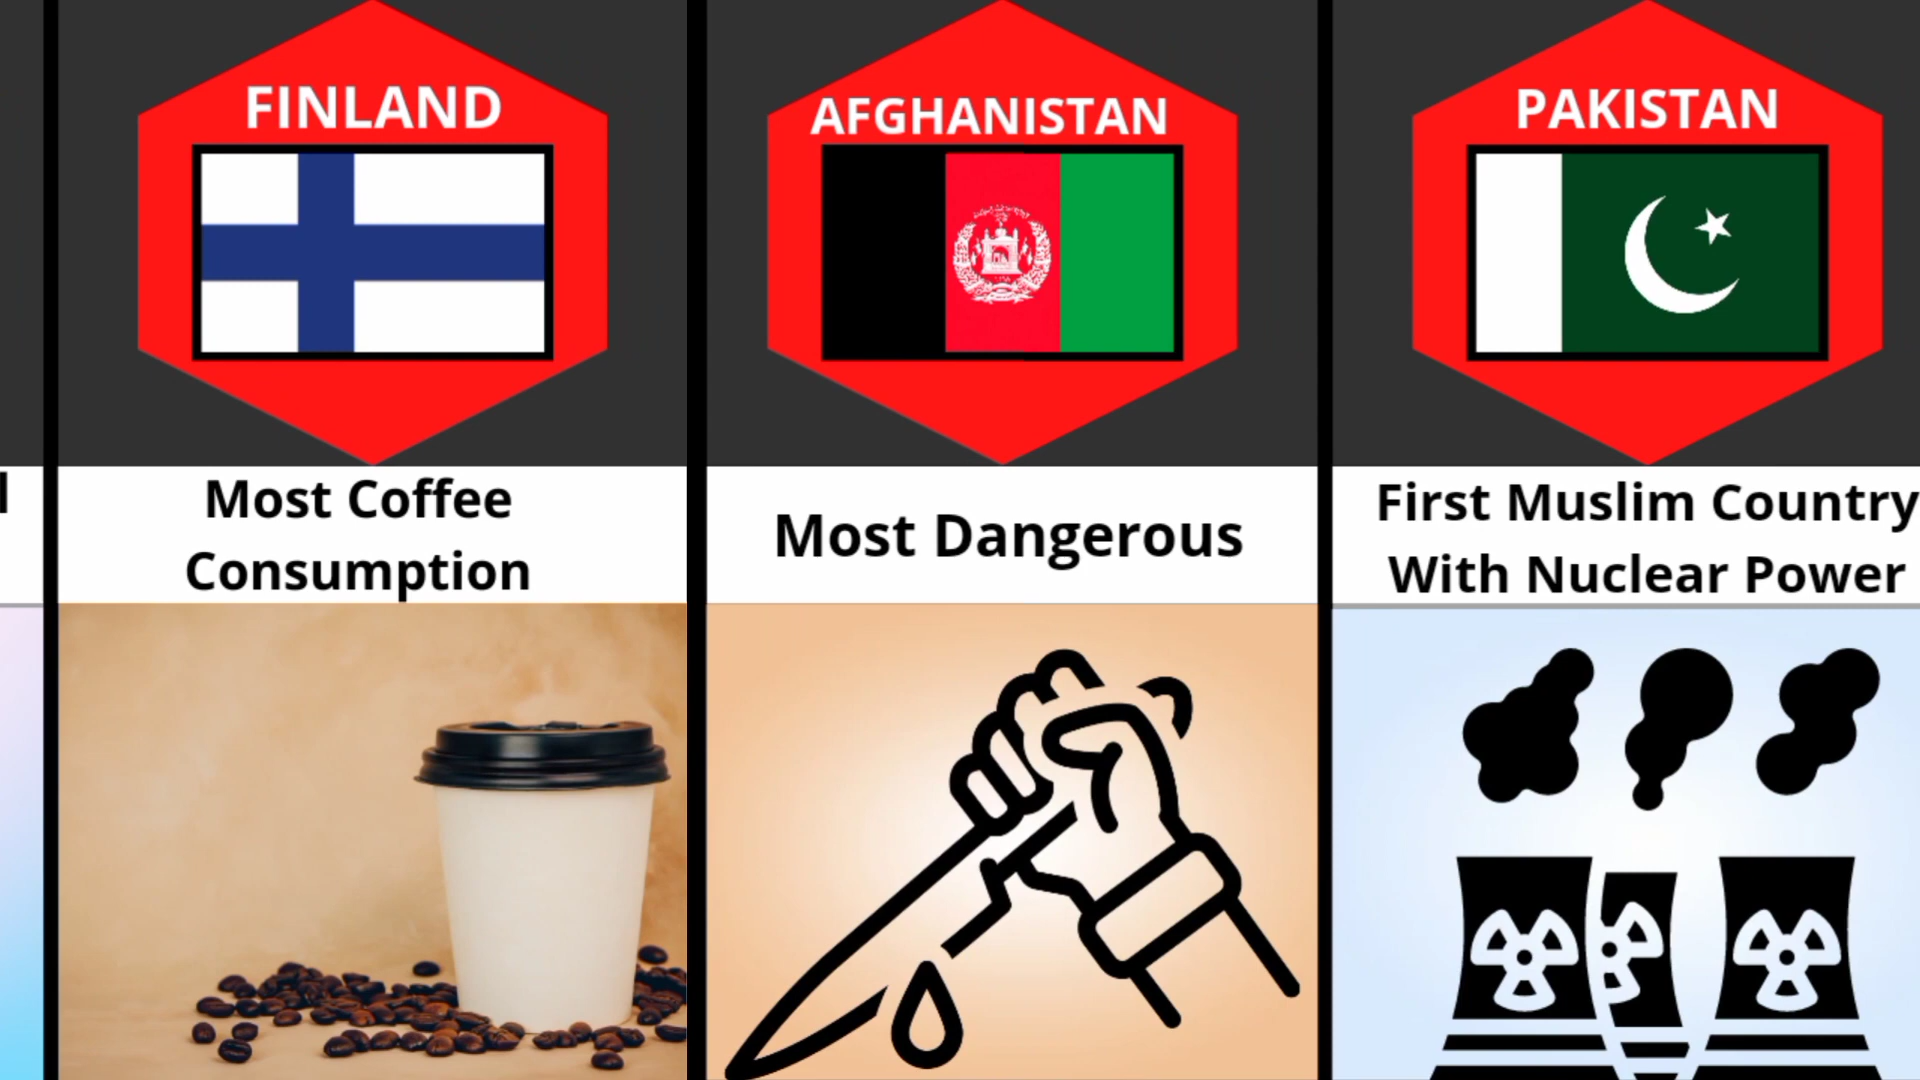 FINLAND
Most Coffee
Consumption
AFGHANISTAN
Most Dangerous
PAKISTAN
First Muslim Country
With Nuclear Power